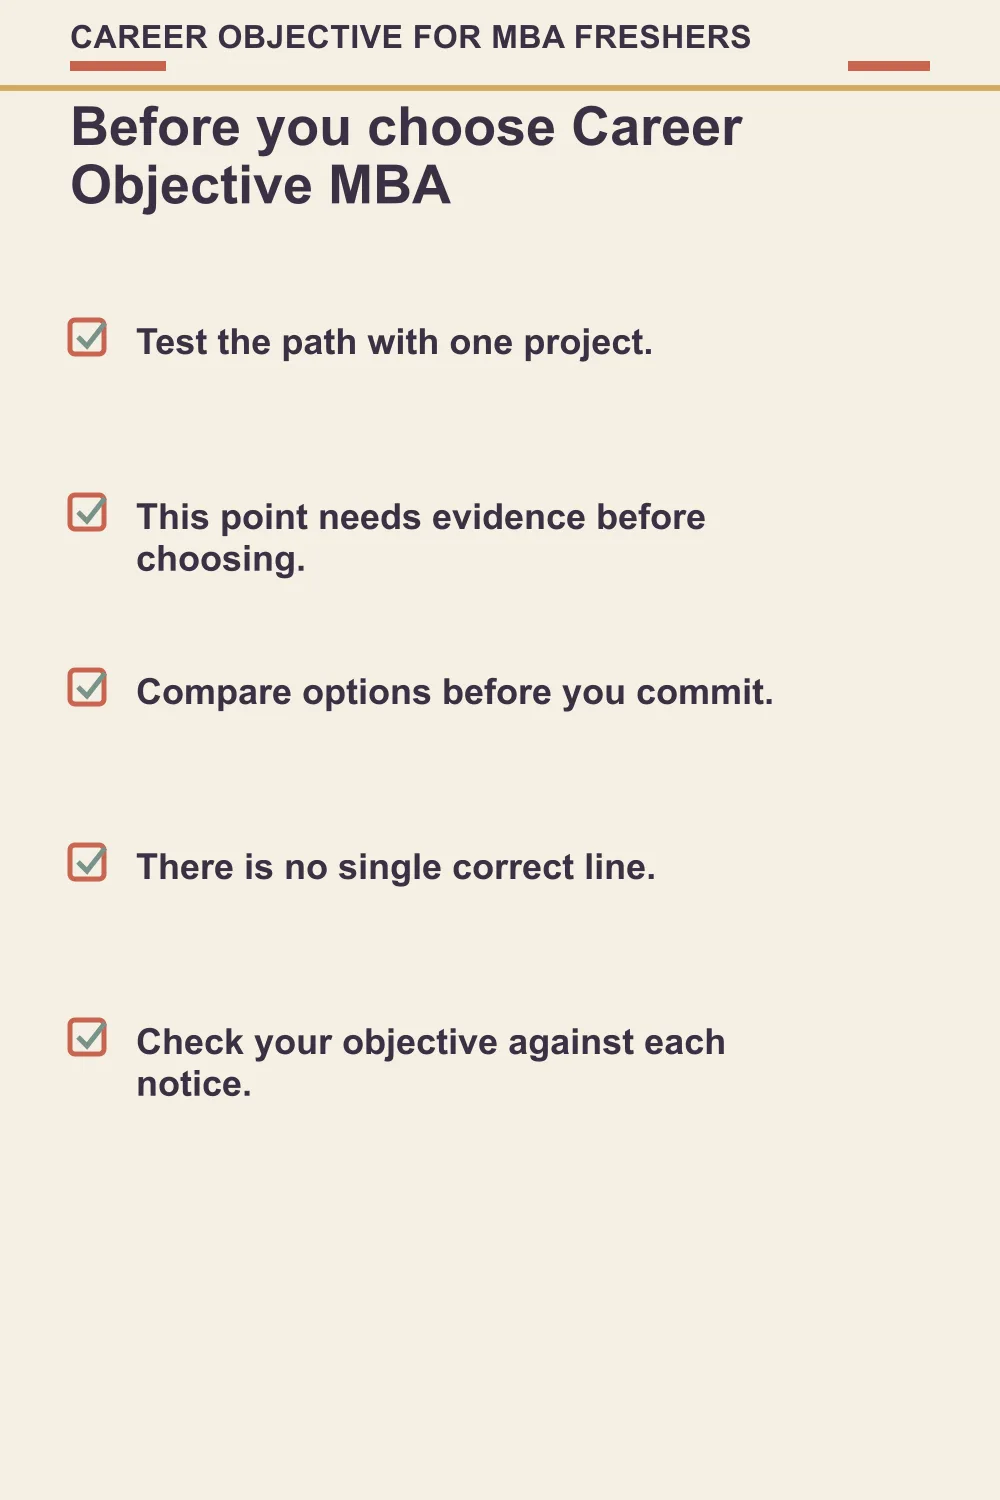 CAREER OBJECTIVE FOR MBA FRESHERS
Before you choose Career
Objective MBA
Test the path with one project.
This point needs evidence before
choosing.
Compare options before you commit.
There is no single correct line.
Check your objective against each
notice.